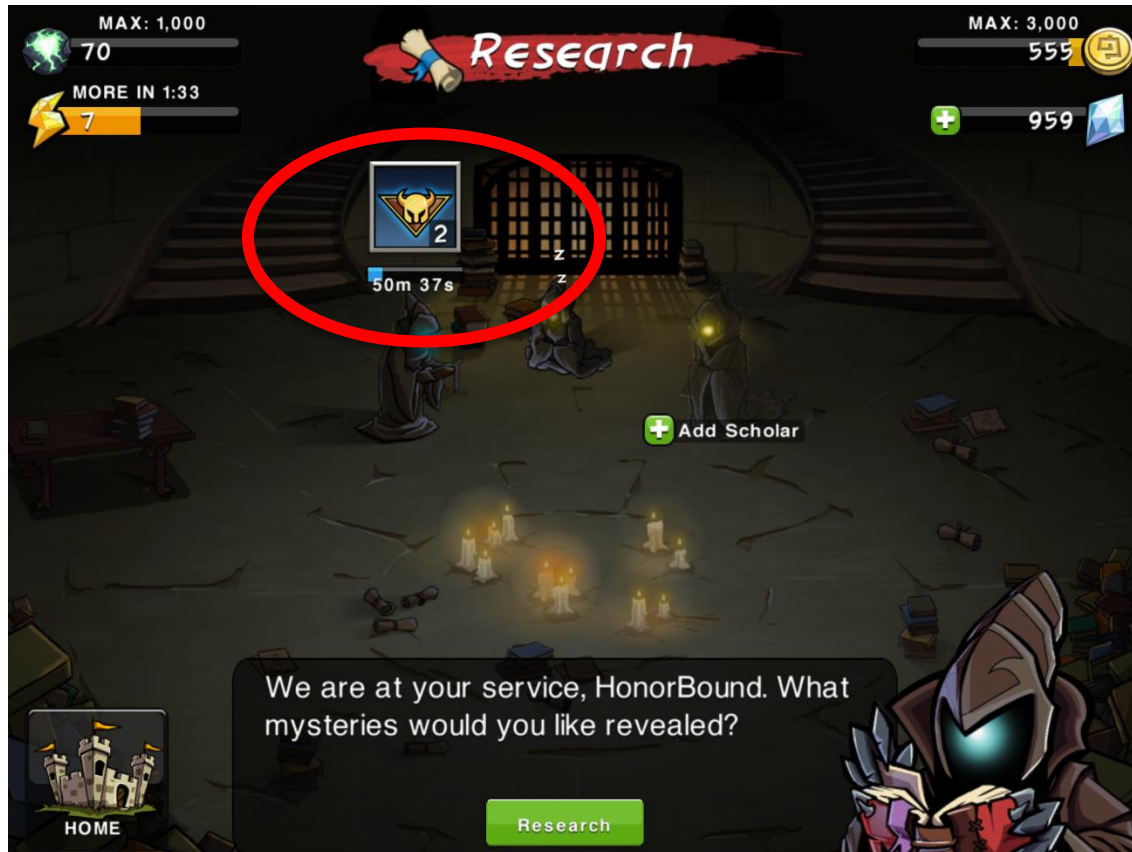 MAX: 1,000
70
MORE IN 1:33
7
Research
MAX: 3,000
555
959
2
50m 37s
z
z
Add Scholar
We are at your service, HonorBound. What
mysteries would you like revealed?
HOME
Research